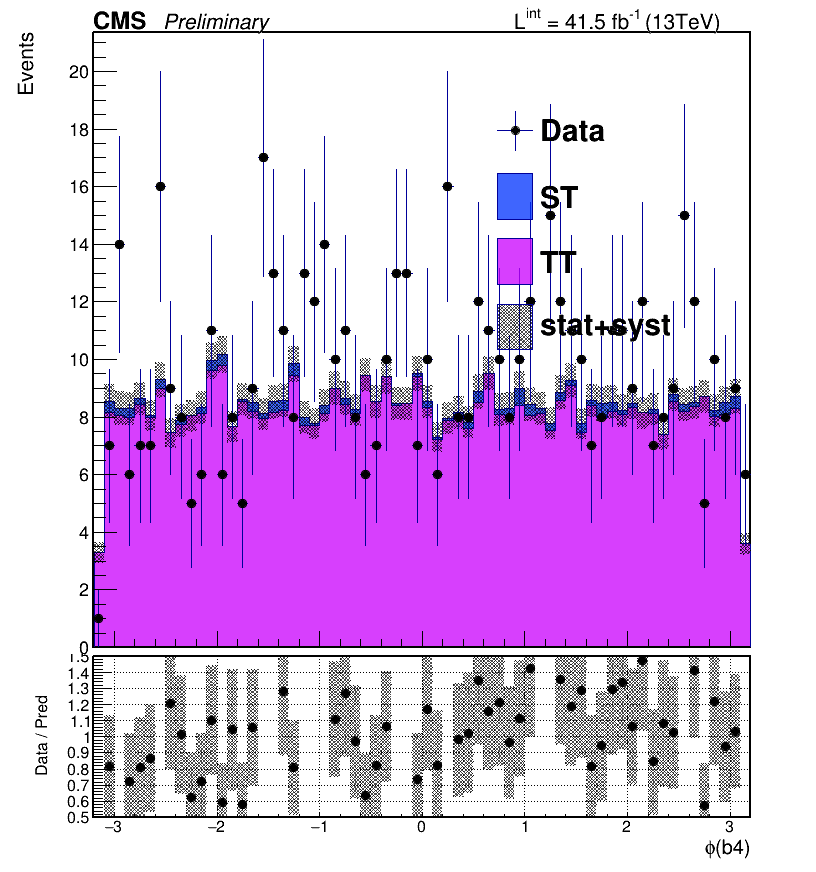 CMS Preliminary L^int = 41.5 fb^-1 (13TeV)
Events
20
18
16
14
12
10
8
6
4
2
0
Data
ST
TT
stat+syst
Data / Pred
1.5
1.4
1.3
1.2
1.1
1
0.9
0.8
0.7
0.6
0.5
−3 −2 −1 0 1 2 3
ϕ(b4)